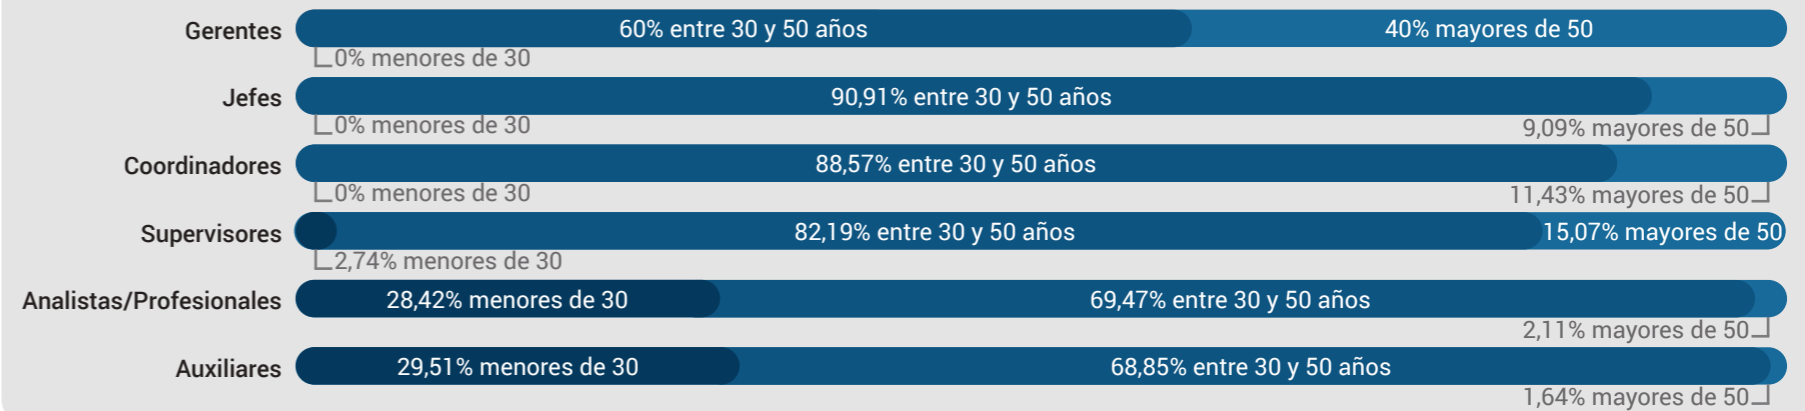 Gerentes 60% entre 30 y 50 años 40% mayores de 50
0% menores de 30
Jefes 90,91% entre 30 y 50 años
0% menores de 30 9,09% mayores de 50
Coordinadores 88,57% entre 30 y 50 años
0% menores de 30 11,43% mayores de 50
Supervisores 82,19% entre 30 y 50 años 15,07% mayores de 50
2,74% menores de 30
Analistas/Profesionales 28,42% menores de 30 69,47% entre 30 y 50 años
2,11% mayores de 50
Auxiliares 29,51% menores de 30 68,85% entre 30 y 50 años
1,64% mayores de 50